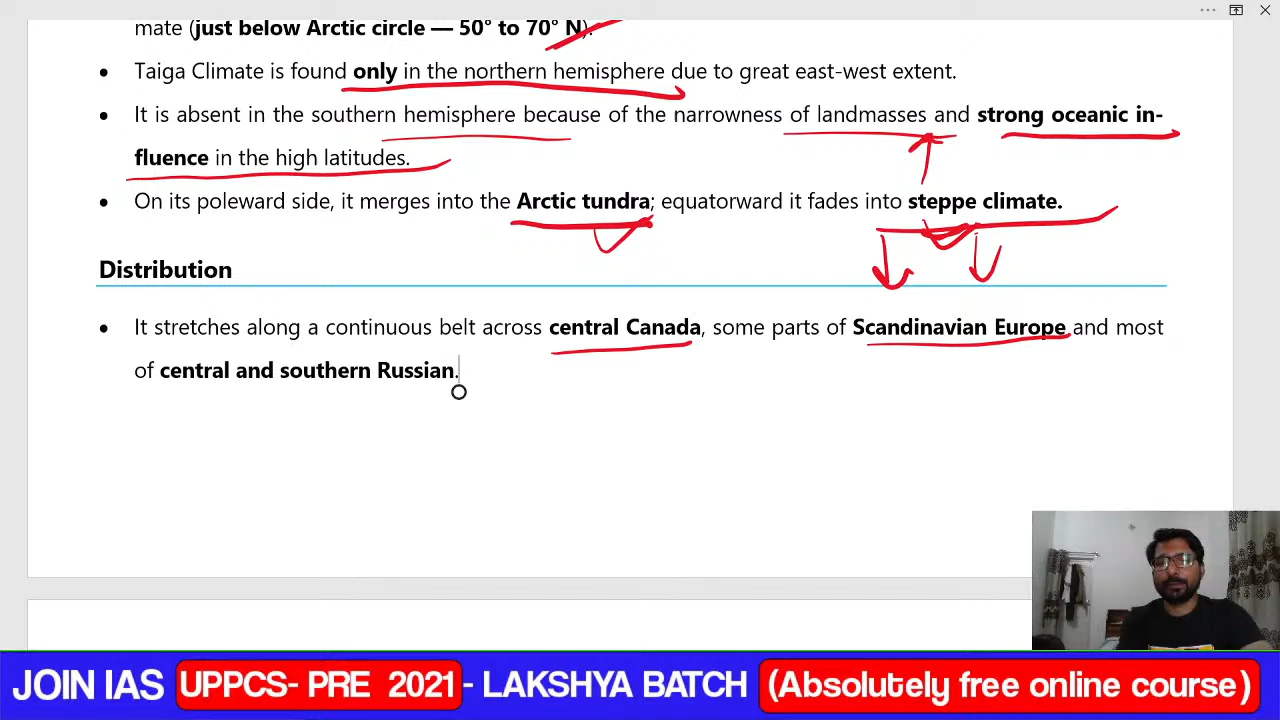 mate (just below Arctic circle — 50° to 70° N).
• Taiga Climate is found only in the northern hemisphere due to great east-west extent.
• It is absent in the southern hemisphere because of the narrowness of landmasses and strong oceanic in-
fluence in the high latitudes.
• On its poleward side, it merges into the Arctic tundra; equatorward it fades into steppe climate.
Distribution
• It stretches along a continuous belt across central Canada, some parts of Scandinavian Europe and most
of central and southern Russian.
JOIN IAS UPPCS- PRE 2021 - LAKSHYA BATCH (Absolutely free online course)